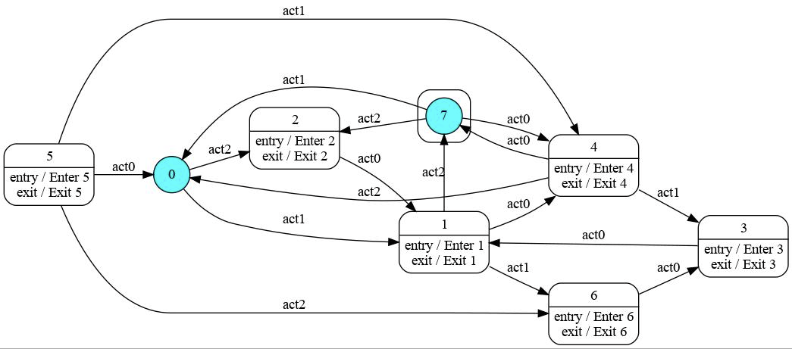 act1
act1
7
act2
act0
2
entry / Enter 2
exit / Exit 2
act0
4
entry / Enter 4
exit / Exit 4
5
entry / Enter 5
exit / Exit 5
act0
0
act2
act0
act2
act2
act1
3
entry / Enter 3
exit / Exit 3
act1
1
entry / Enter 1
exit / Exit 1
act0
act0
act1
act0
6
entry / Enter 6
exit / Exit 6
act2